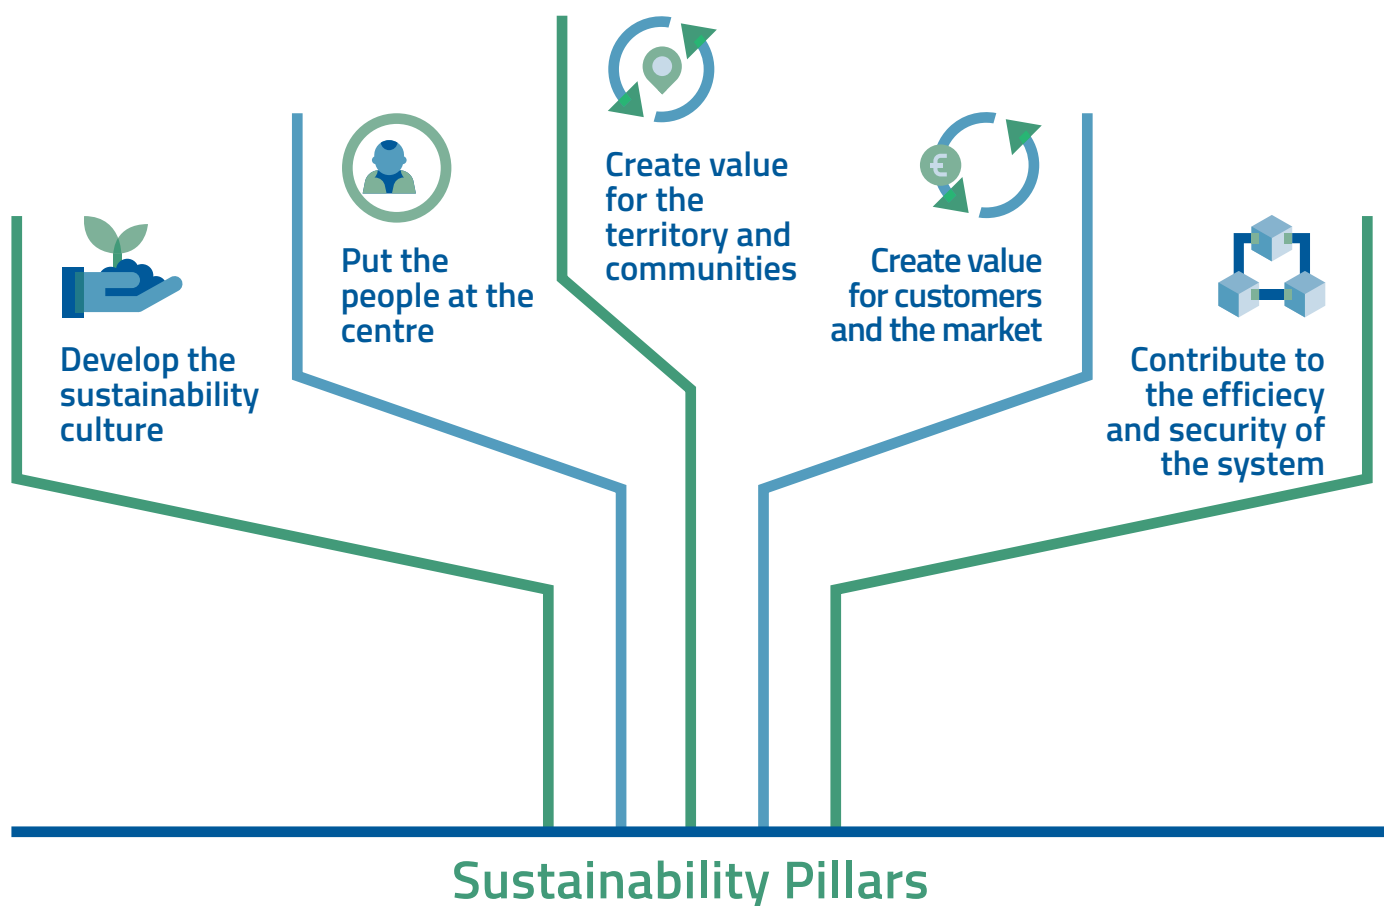 Develop the
sustainability
culture
Put the
people at the
centre
Create value
for the
territory and
communities
€
Create value
for customers
and the market
Contribute to
the efficiecy
and security of
the system
Sustainability Pillars